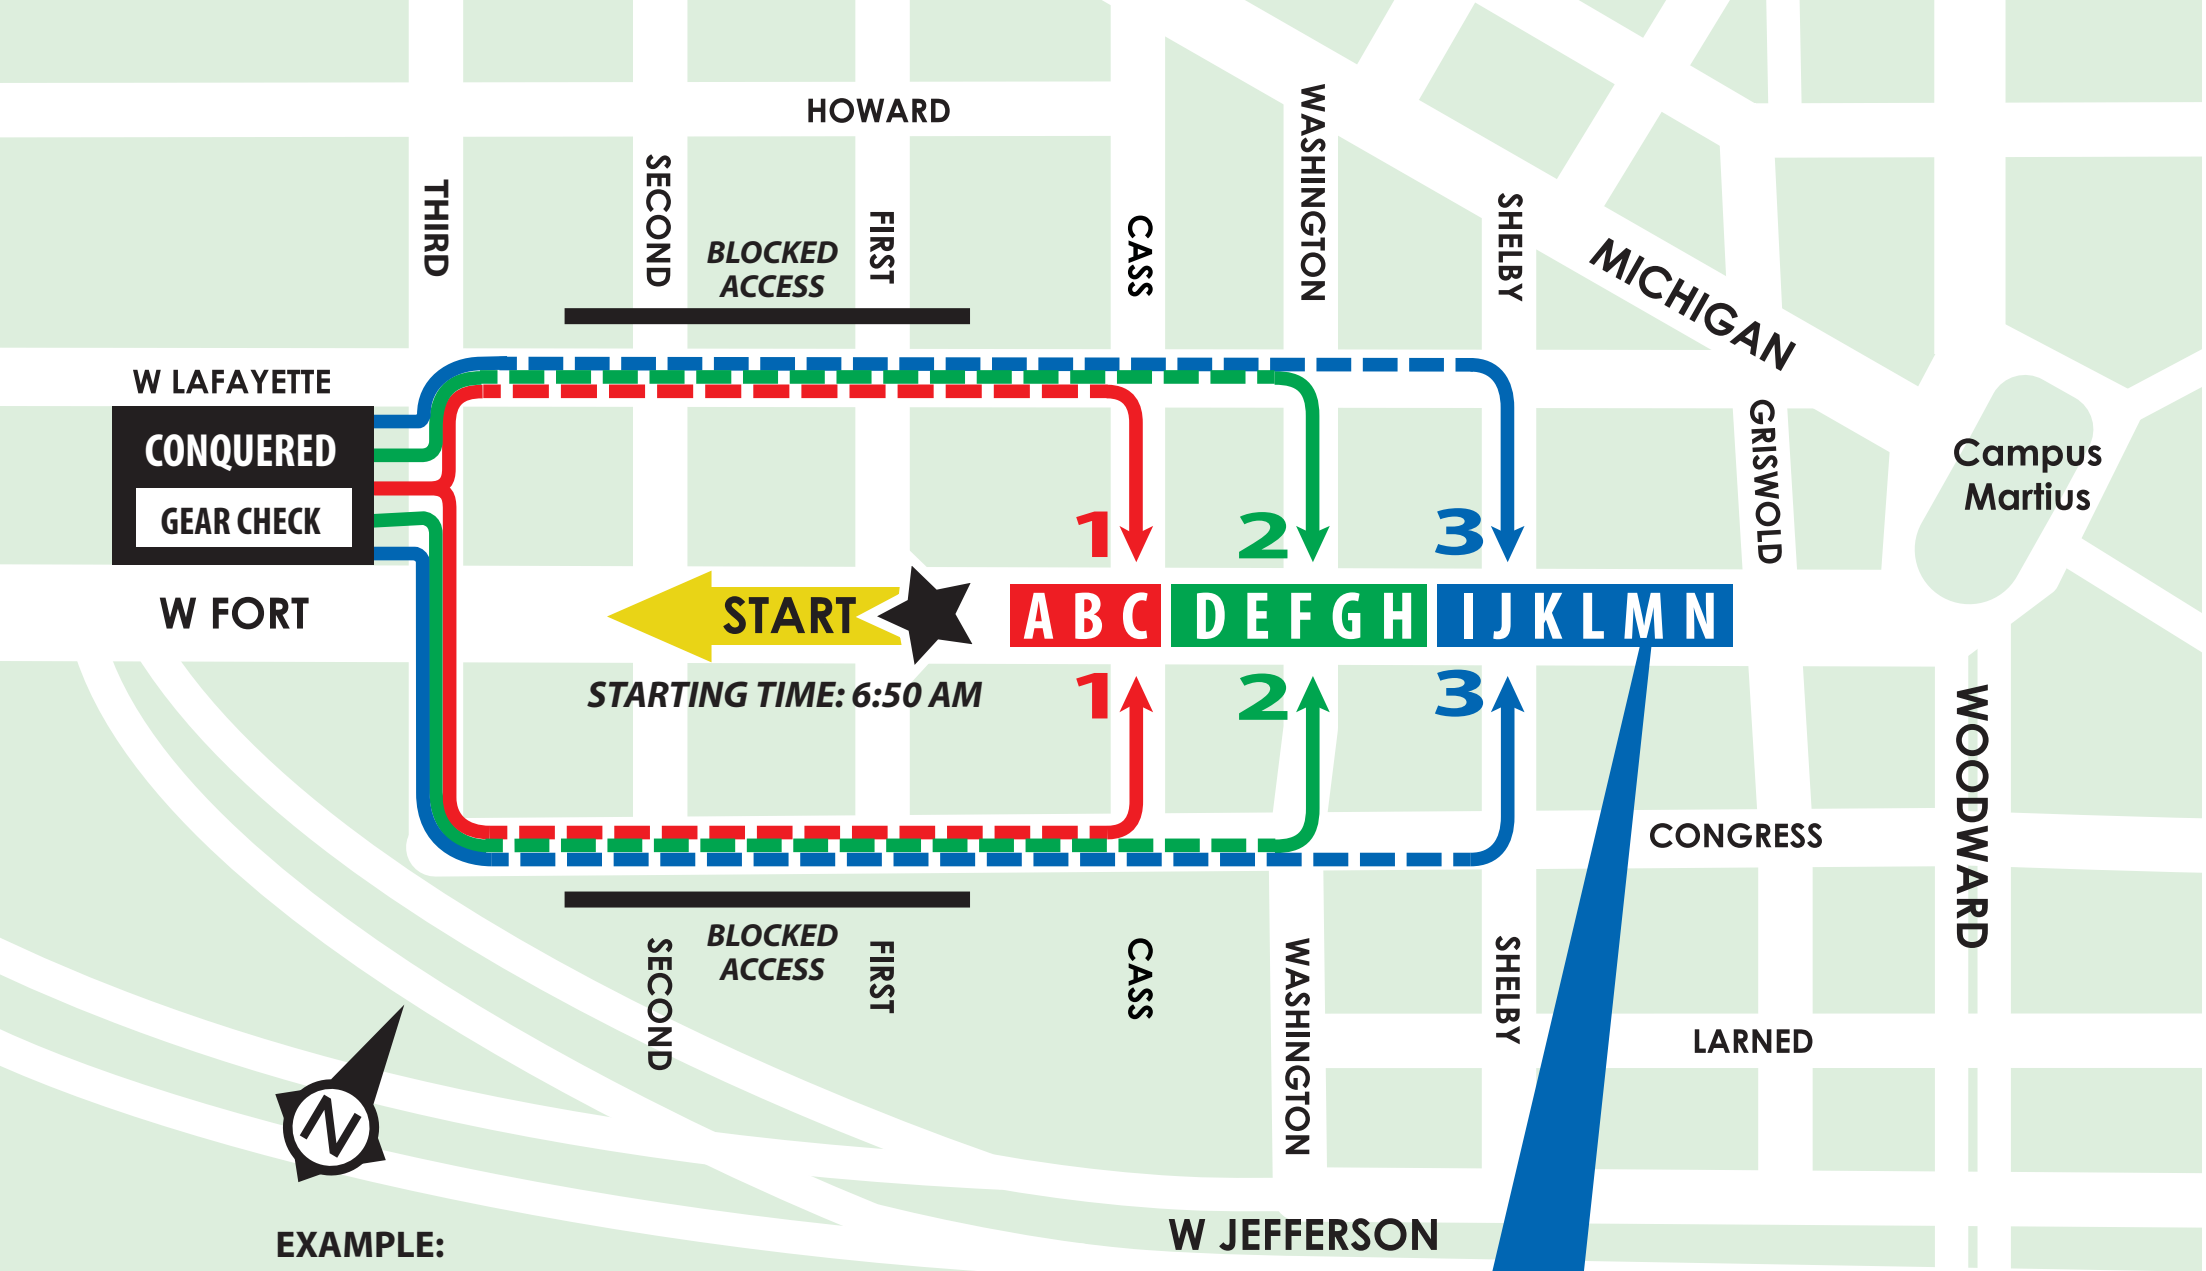 HOWARD
THIRD
SECOND
BLOCKED
ACCESS
FIRST
CASS
WASHINGTON
SHELBY
MICHIGAN
W LAFAYETTE
CONQUERED
GEAR CHECK
GRISWOLD
Campus
Martius
1 2 3
W FORT
START
A B C D E F G H I J K L M N
STARTING TIME: 6:50 AM
1 2 3
WOODWARD
CONGRESS
SECOND
BLOCKED
ACCESS
FIRST
CASS
WASHINGTON
SHELBY
LARNED
N
W JEFFERSON
EXAMPLE: